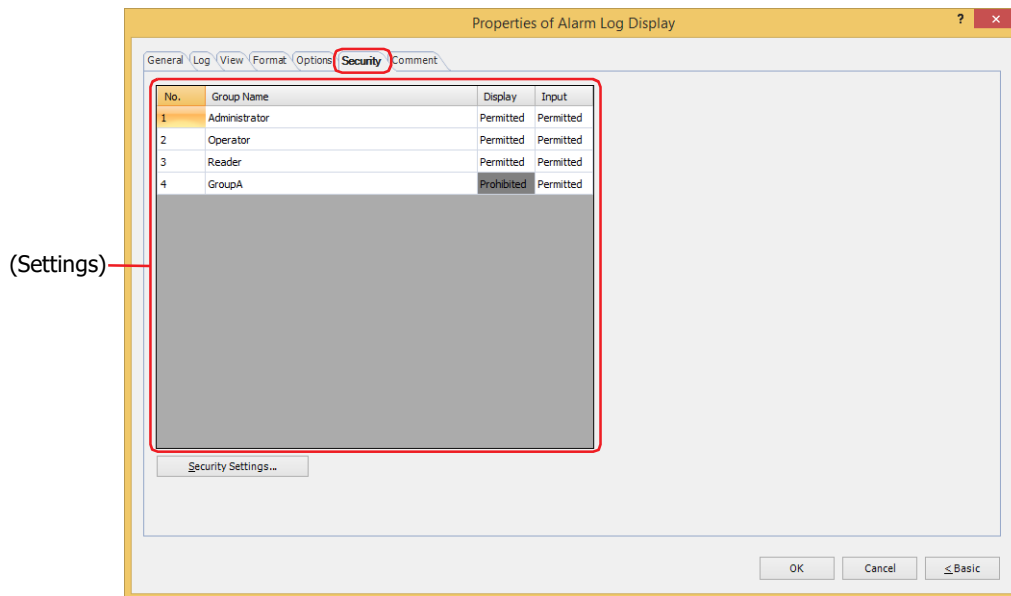 Properties of Alarm Log Display
? ×
General Log View Format Options Security Comment
No. Group Name Display Input
1 Administrator Permitted Permitted
2 Operator Permitted Permitted
3 Reader Permitted Permitted
4 GroupA Prohibited Permitted
(Settings)
Security Settings...
OK Cancel < Basic